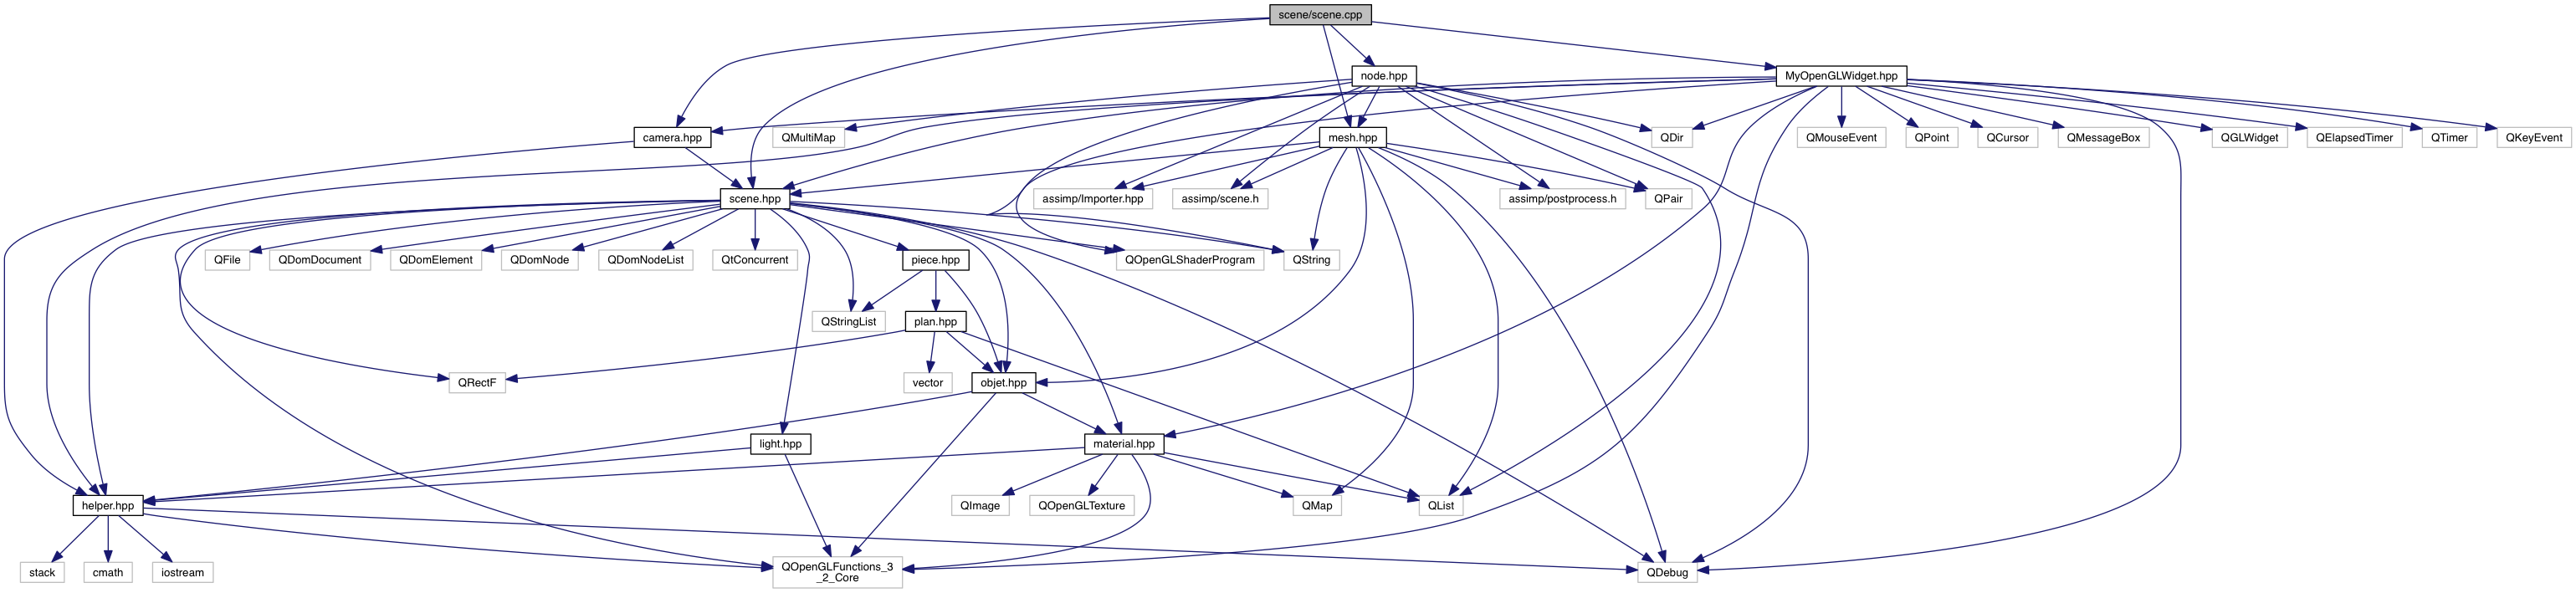 scene/scene.cpp
node.hpp
MyOpenGLWidget.hpp
camera.hpp
QMultiMap
mesh.hpp
QDir
QMouseEvent
QPoint
QCursor
QMessageBox
QGLWidget
QElapsedTimer
QTimer
QKeyEvent
scene.hpp
assimp/Importer.hpp
assimp/scene.h
assimp/postprocess.h
QPair
QFile
QDomDocument
QDomElement
QDomNode
QDomNodeList
QtConcurrent
piece.hpp
QOpenGLShaderProgram
QString
QStringList
plan.hpp
QRectF
vector
objet.hpp
light.hpp
material.hpp
helper.hpp
QImage
QOpenGLTexture
QMap
QList
stack
cmath
iostream
QOpenGLFunctions_3
_2_Core
QDebug